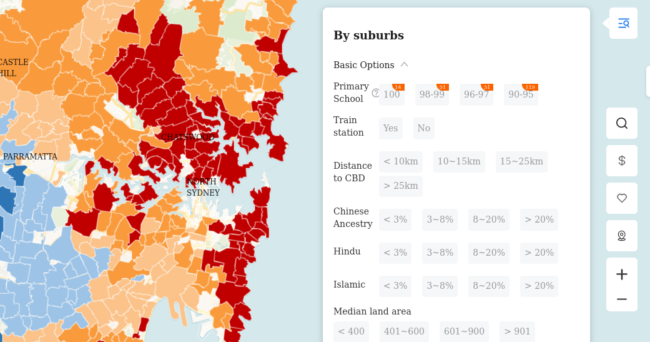 By suburbs
Basic Options
Primary School
100
98-99
96-97
90-95
Train station
Yes No
Distance to CBD
< 10km 10~15km 15~25km
> 25km
Chinese Ancestry
< 3% 3~8% 8~20% > 20%
Hindu
< 3% 3~8% 8~20% > 20%
Islamic
< 3% 3~8% 8~20% > 20%
Median land area
< 400 401~600 601~900 > 901
CASTLE
HILL
CHATSWOOD
PARRAMATTA
NORTH
SYDNEY
$